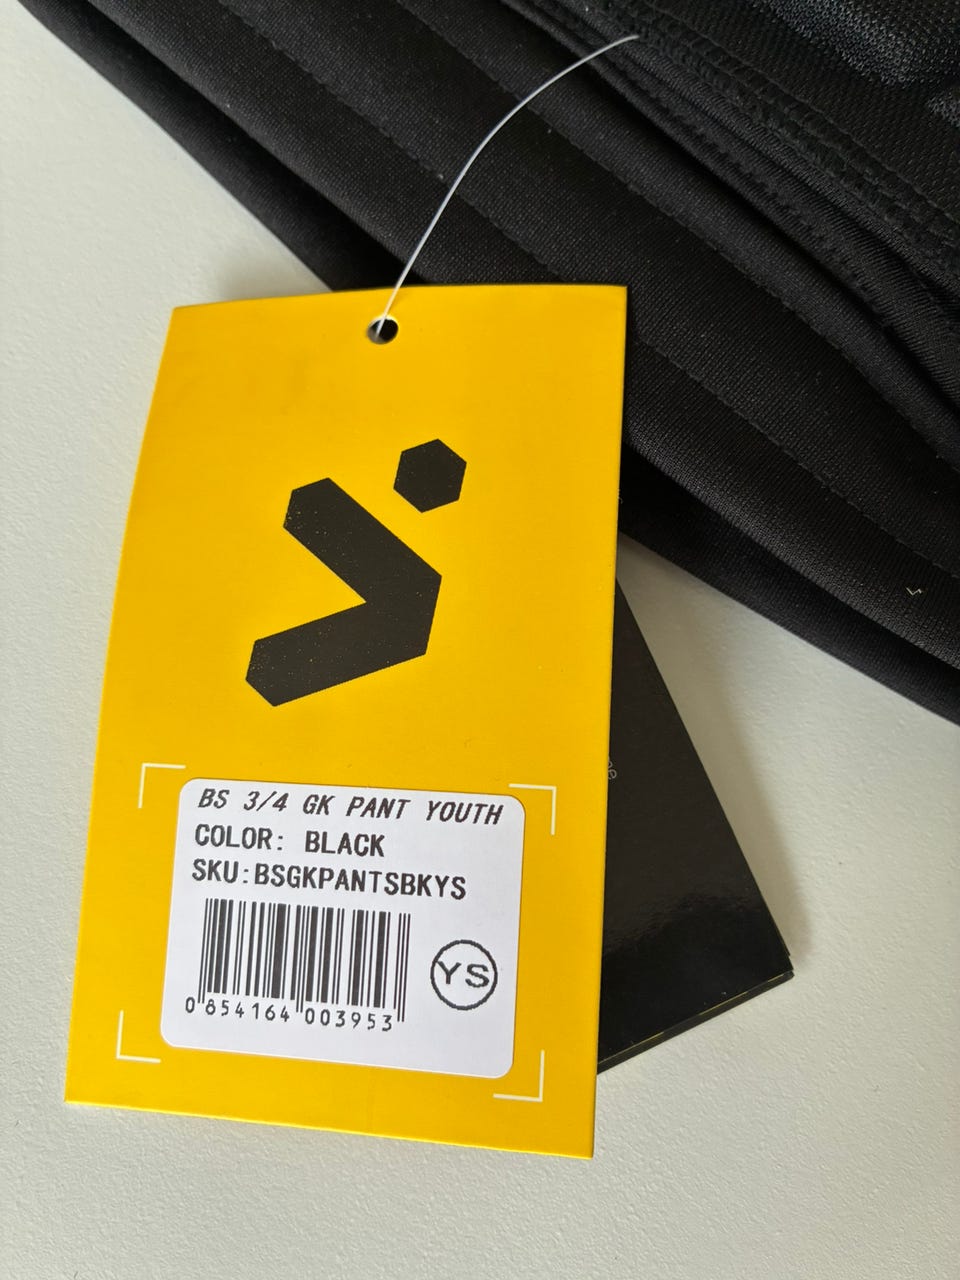 BS 3/4 GK PANT YOUTH
COLOR: BLACK
SKU:BSGKPANTSBKYS
YS
0 854164 003953